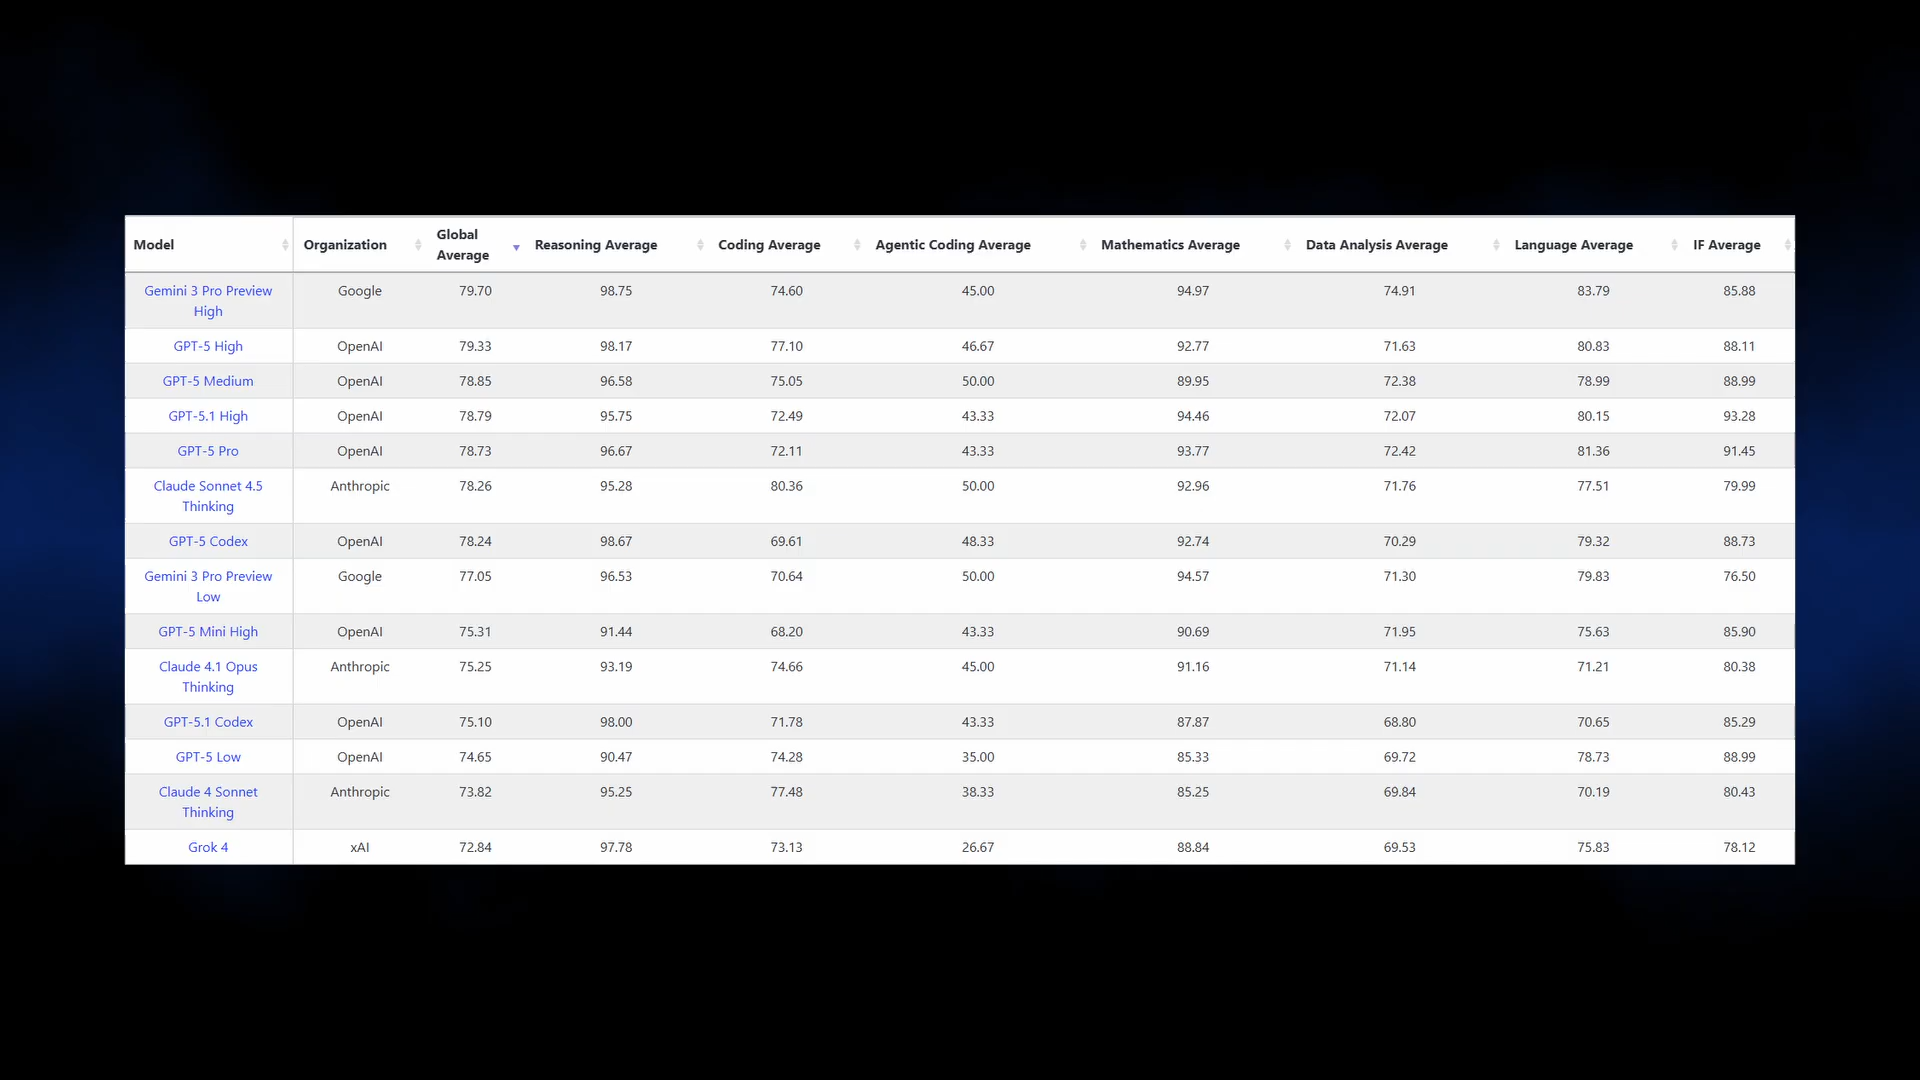 Model Organization Global Average Reasoning Average Coding Average Agentic Coding Average Mathematics Average Data Analysis Average Language Average IF Average
Gemini 3 Pro Preview High Google 79.70 98.75 74.60 45.00 94.97 74.91 83.79 85.88
GPT-5 High OpenAI 79.33 98.17 77.10 46.67 92.77 71.63 80.83 88.11
GPT-5 Medium OpenAI 78.85 96.58 75.05 50.00 89.95 72.38 78.99 88.99
GPT-5.1 High OpenAI 78.79 95.75 72.49 43.33 94.46 72.07 80.15 93.28
GPT-5 Pro OpenAI 78.73 96.67 72.11 43.33 93.77 72.42 81.36 91.45
Claude Sonnet 4.5 Thinking Anthropic 78.26 95.28 80.36 50.00 92.96 71.76 77.51 79.99
GPT-5 Codex OpenAI 78.24 98.67 69.61 48.33 92.74 70.29 79.32 88.73
Gemini 3 Pro Preview Low Google 77.05 96.53 70.64 50.00 94.57 71.30 79.83 76.50
GPT-5 Mini High OpenAI 75.31 91.44 68.20 43.33 90.69 71.95 75.63 85.90
Claude 4.1 Opus Thinking Anthropic 75.25 93.19 74.66 45.00 91.16 71.14 71.21 80.38
GPT-5.1 Codex OpenAI 75.10 98.00 71.78 43.33 87.87 68.80 70.65 85.29
GPT-5 Low OpenAI 74.65 90.47 74.28 35.00 85.33 69.72 78.73 88.99
Claude 4 Sonnet Thinking Anthropic 73.82 95.25 77.48 38.33 85.25 69.84 70.19 80.43
Grok 4 xAI 72.84 97.78 73.13 26.67 88.84 69.53 75.83 78.12